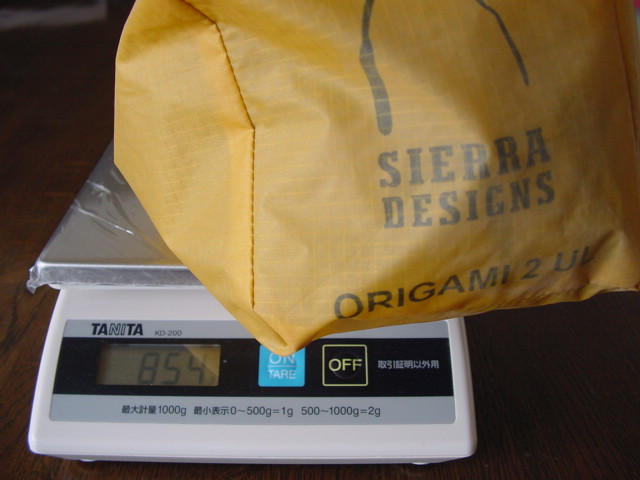 SIERRA
DESIGNS
ORIGAMI 2 UL
TANITA KD-200
854
ON
TARE
OFF
取引証明以外用
最大計量1000g 最小表示0～500g=1g 500～1000g=2g